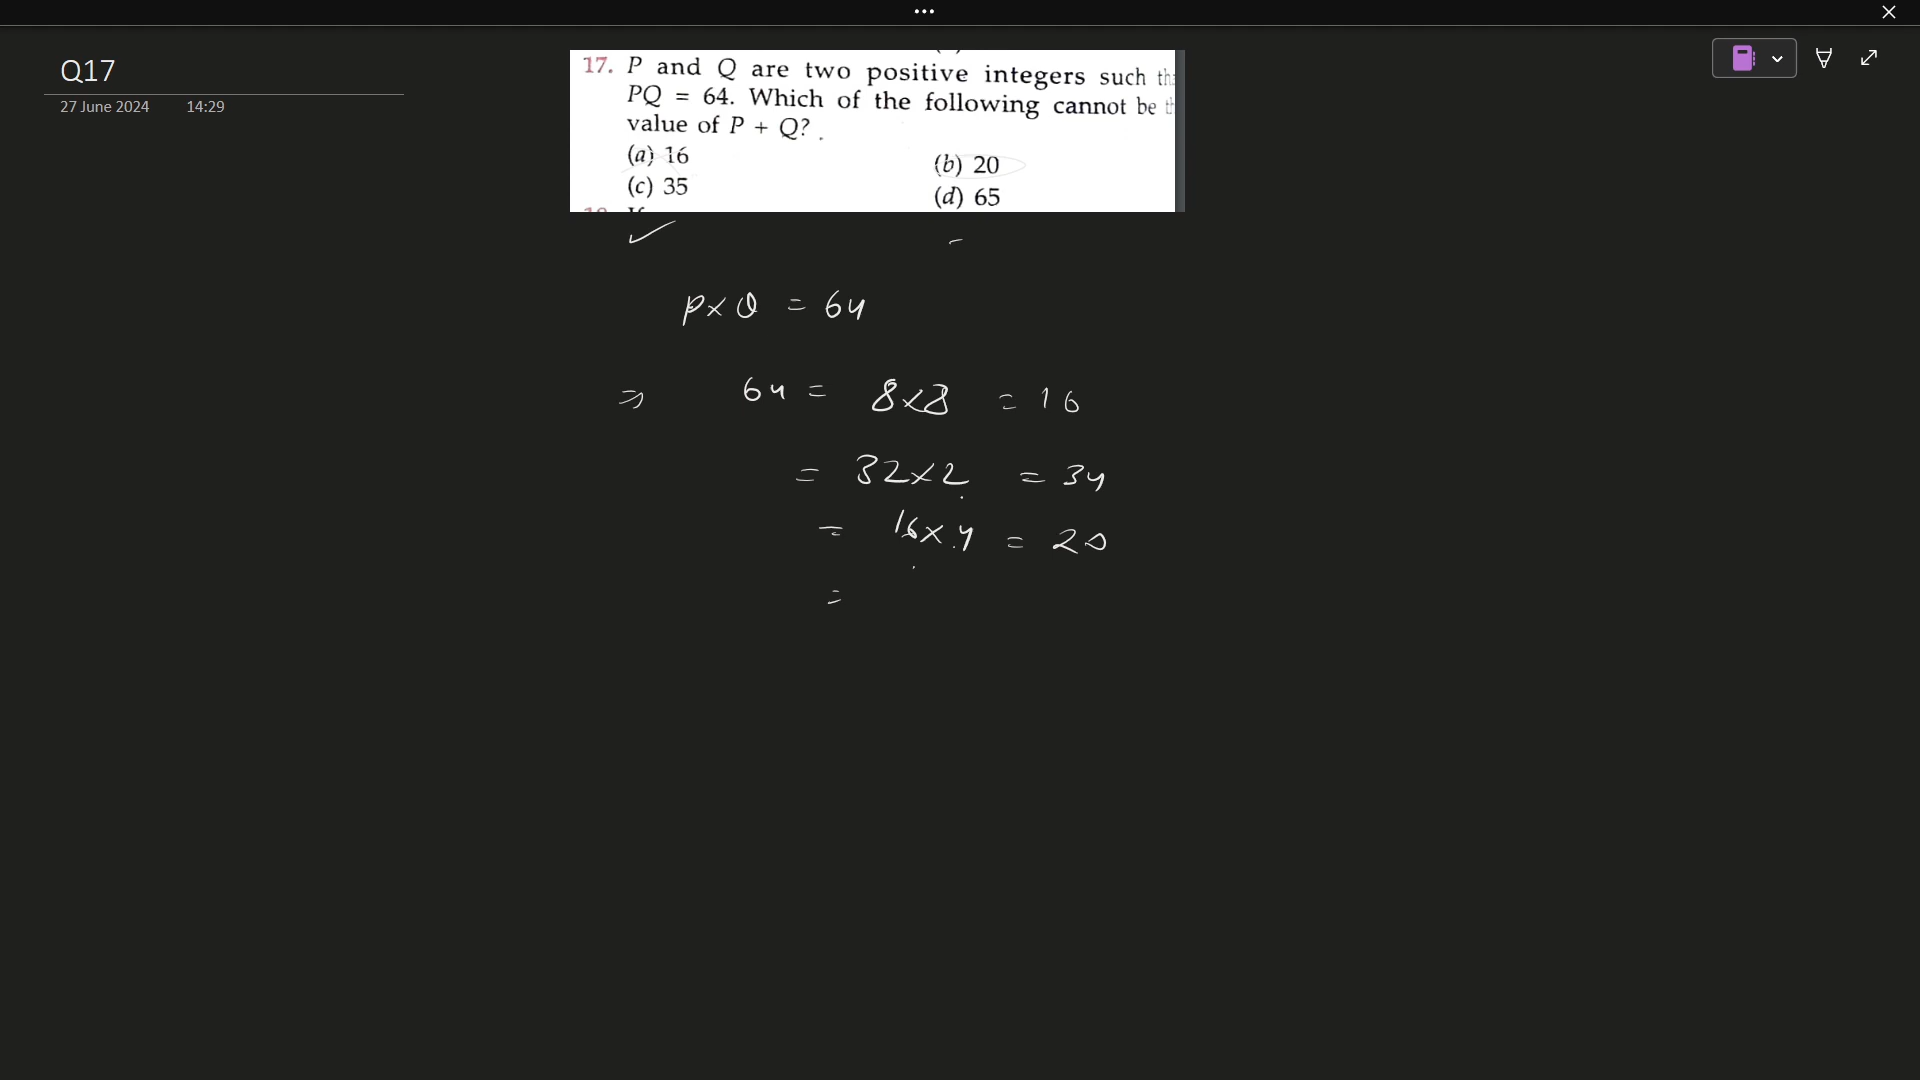 Q17
27 June 2024 14:29
17. P and Q are two positive integers such
PQ = 64. Which of the following cannot be
value of P + Q?
(a) 16 (b) 20
(c) 35 (d) 65
P×Q = 64
⇒ 64 = 8×8 = 16
= 32×2 = 34
= 16×4 = 20
=